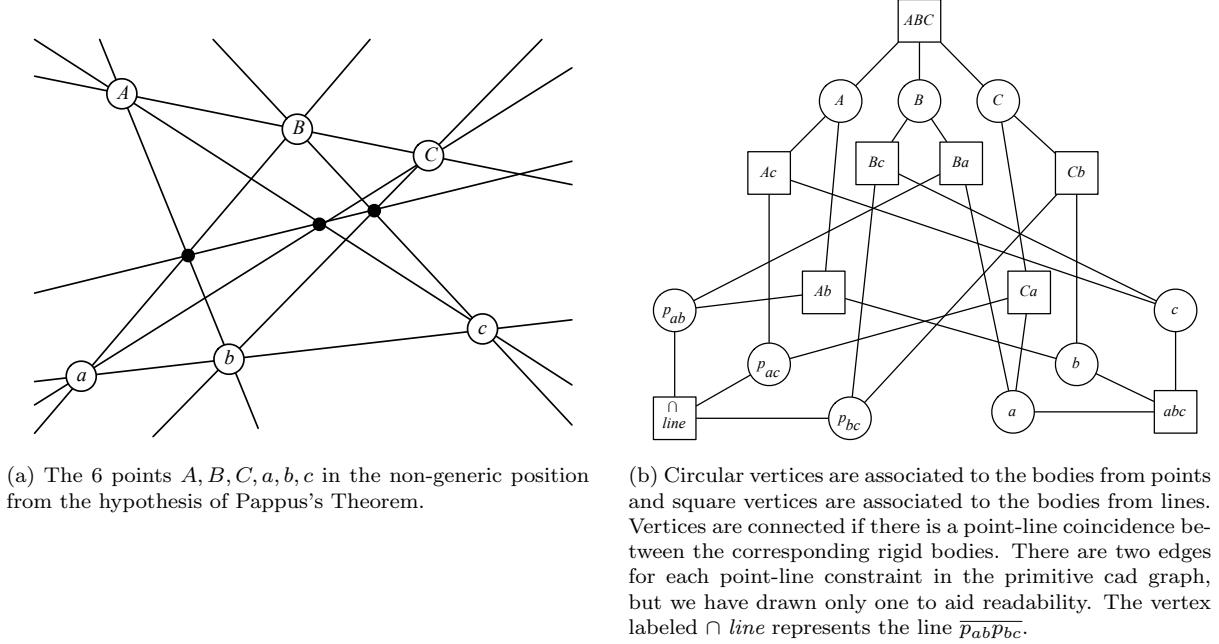 A
B
C
a
b
c
ABC
A
B
C
Ac
Bc
Ba
Cb
Ab
Ca
p_ab
c
p_ac
b
∩
line
p_bc
a
abc
(a) The 6 points A, B, C, a, b, c in the non-generic position
from the hypothesis of Pappus's Theorem.
(b) Circular vertices are associated to the bodies from points
and square vertices are associated to the bodies from lines.
Vertices are connected if there is a point-line coincidence be-
tween the corresponding rigid bodies. There are two edges
for each point-line constraint in the primitive cad graph,
but we have drawn only one to aid readability. The vertex
labeled ∩ line represents the line p_ab p_bc.